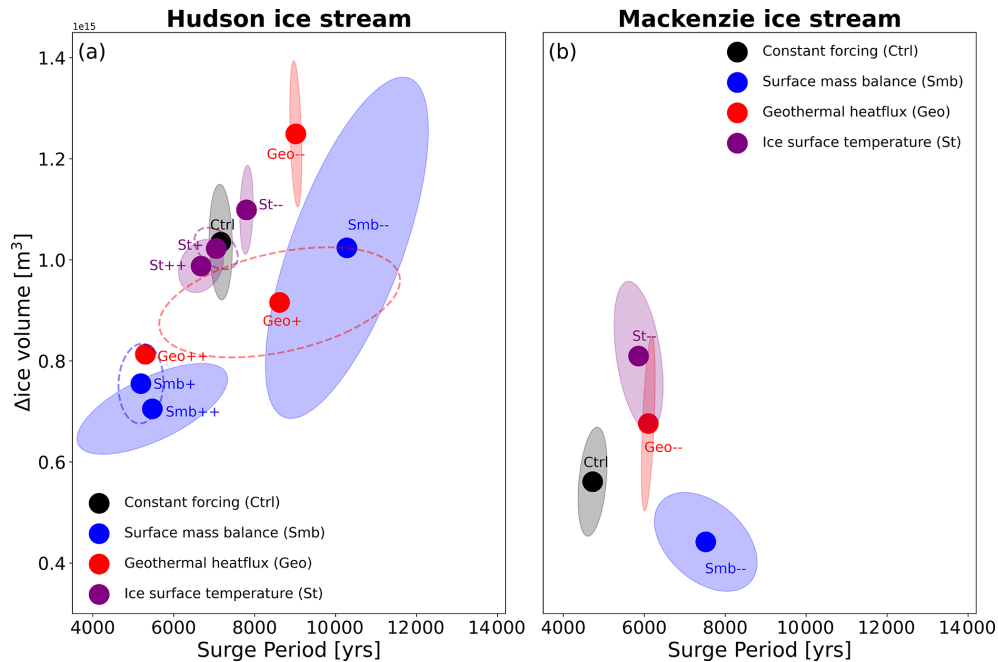 Hudson ice stream
Mackenzie ice stream
1e15
(a)
(b)
1.4
1.2
1.0
0.8
0.6
0.4
Δice volume [m³]
Geo--
St--
Ctrl
St+
St++
Smb--
Geo+
Geo++
Smb+
Smb++
Constant forcing (Ctrl)
Surface mass balance (Smb)
Geothermal heatflux (Geo)
Ice surface temperature (St)
4000 6000 8000 10000 12000 14000
Surge Period [yrs]
Constant forcing (Ctrl)
Surface mass balance (Smb)
Geothermal heatflux (Geo)
Ice surface temperature (St)
St--
Geo--
Ctrl
Smb--
4000 6000 8000 10000 12000 14000
Surge Period [yrs]